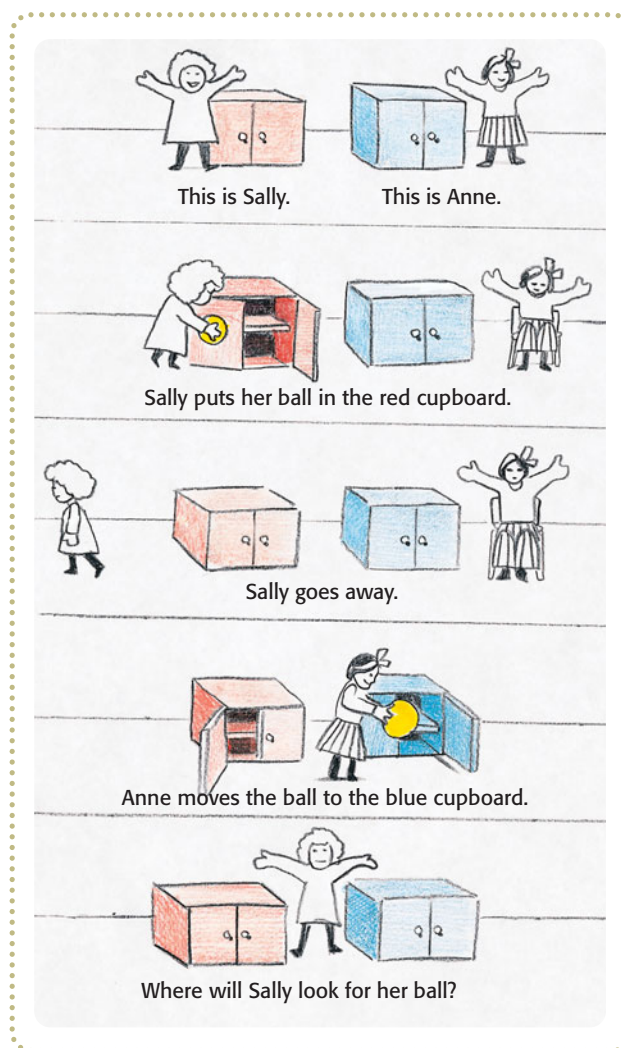 This is Sally.
This is Anne.
Sally puts her ball in the red cupboard.
Sally goes away.
Anne moves the ball to the blue cupboard.
Where will Sally look for her ball?